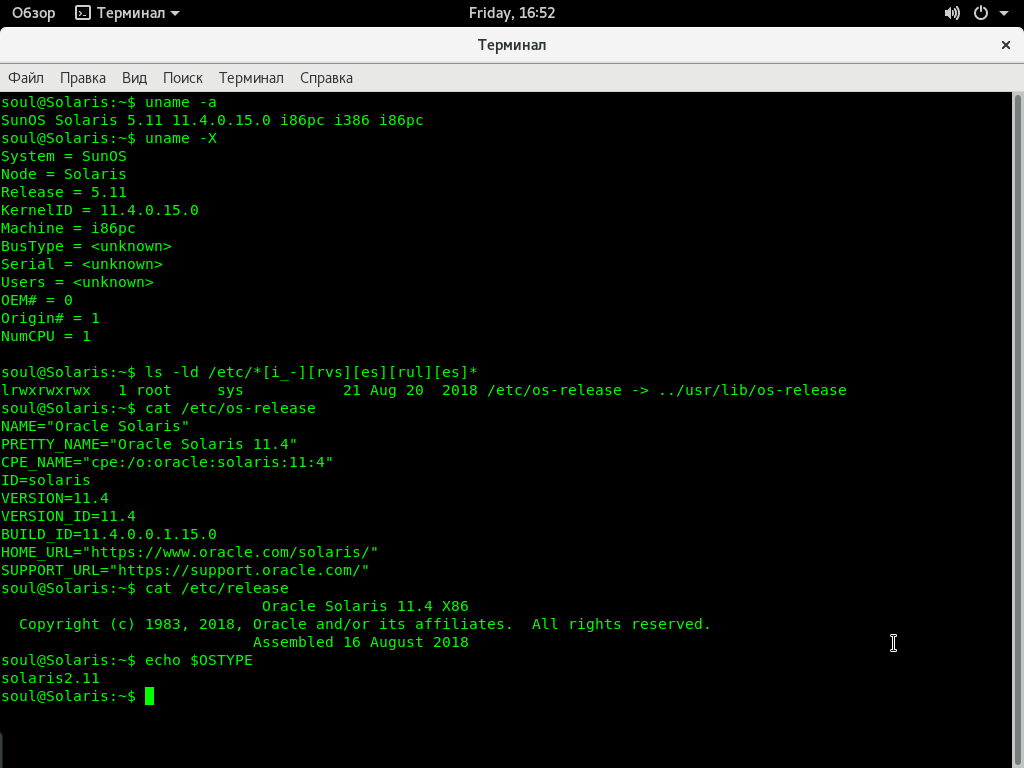 Обзор Терминал Friday, 16:52
Терминал
Файл Правка Вид Поиск Терминал Справка
soul@Solaris:~$ uname -a
SunOS Solaris 5.11 11.4.0.15.0 i86pc i386 i86pc
soul@Solaris:~$ uname -X
System = SunOS
Node = Solaris
Release = 5.11
KernelID = 11.4.0.15.0
Machine = i86pc
BusType = <unknown>
Serial = <unknown>
Users = <unknown>
OEM# = 0
Origin# = 1
NumCPU = 1

soul@Solaris:~$ ls -ld /etc/*[i_-][rvs][es][rul][es]*
lrwxrwxrwx   1 root     sys           21 Aug 20  2018 /etc/os-release -> ../usr/lib/os-release
soul@Solaris:~$ cat /etc/os-release
NAME="Oracle Solaris"
PRETTY_NAME="Oracle Solaris 11.4"
CPE_NAME="cpe:/o:oracle:solaris:11:4"
ID=solaris
VERSION=11.4
VERSION_ID=11.4
BUILD_ID=11.4.0.0.1.15.0
HOME_URL="https://www.oracle.com/solaris/"
SUPPORT_URL="https://support.oracle.com/"
soul@Solaris:~$ cat /etc/release
                             Oracle Solaris 11.4 X86
  Copyright (c) 1983, 2018, Oracle and/or its affiliates.  All rights reserved.
                            Assembled 16 August 2018
soul@Solaris:~$ echo $OSTYPE
solaris2.11
soul@Solaris:~$